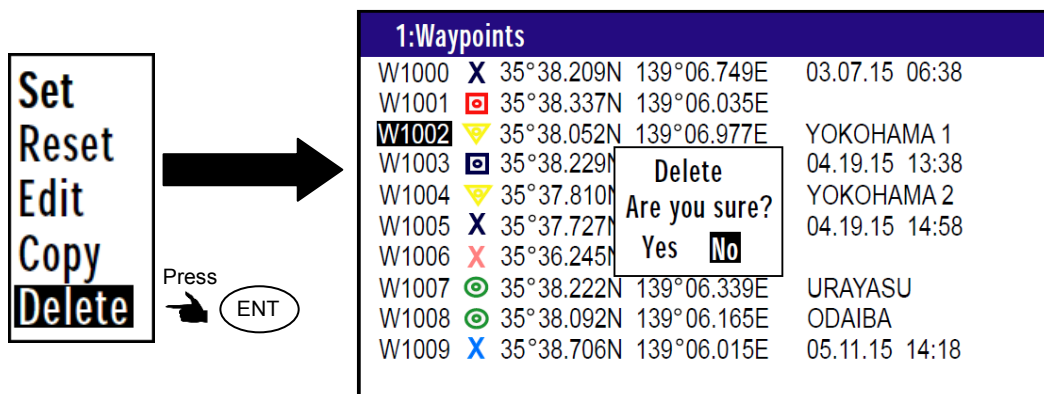 Set
Reset
Edit
Copy
Delete
Press
ENT
1:Waypoints
W1000 X 35°38.209N 139°06.749E 03.07.15 06:38
W1001 35°38.337N 139°06.035E
W1002 35°38.052N 139°06.977E YOKOHAMA 1
W1003 35°38.229N 04.19.15 13:38
W1004 35°37.810N YOKOHAMA 2
W1005 X 35°37.727N 04.19.15 14:58
W1006 X 35°36.245N
W1007 35°38.222N 139°06.339E URAYASU
W1008 35°38.092N 139°06.165E ODAIBA
W1009 X 35°38.706N 139°06.015E 05.11.15 14:18
Delete
Are you sure?
Yes No